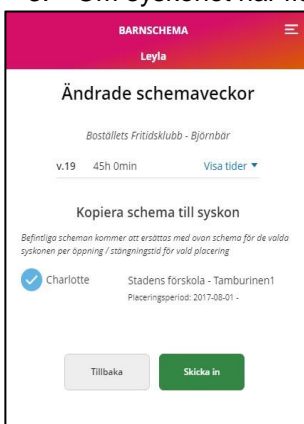 BARNSCHEMA
Leyla
Ändrade schemaveckor
Boställets Fritidsklubb - Björnbär
v.19 45h 0min Visa tider
Kopiera schema till syskon
Befintliga scheman kommer att ersättas med ovan schema för de valda
syskonen per öppning / stängningstid för vald placering
Charlotte Stadens förskola - Tamburinen1
Placeringsperiod: 2017-08-01 -
Tillbaka Skicka in